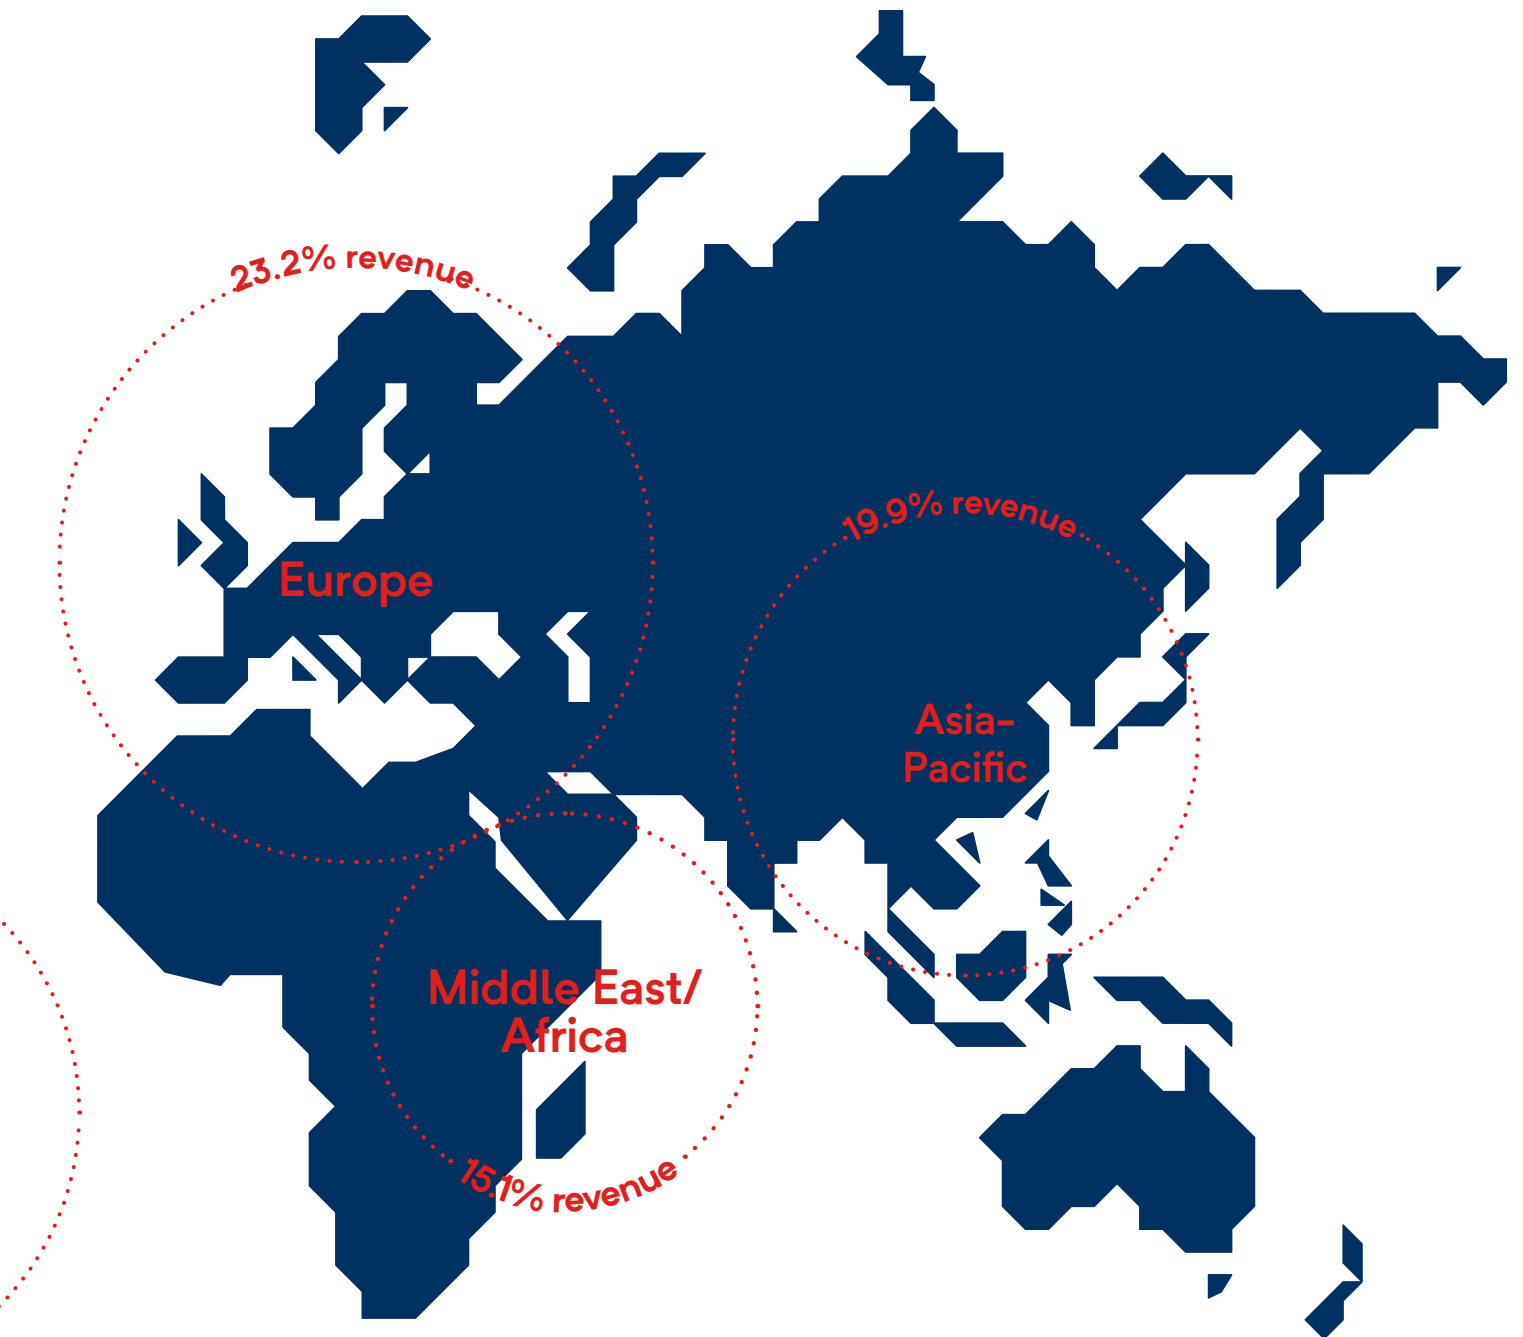 23.2% revenue
Europe
19.9% revenue
Asia-
Pacific
Middle East/
Africa
15.1% revenue